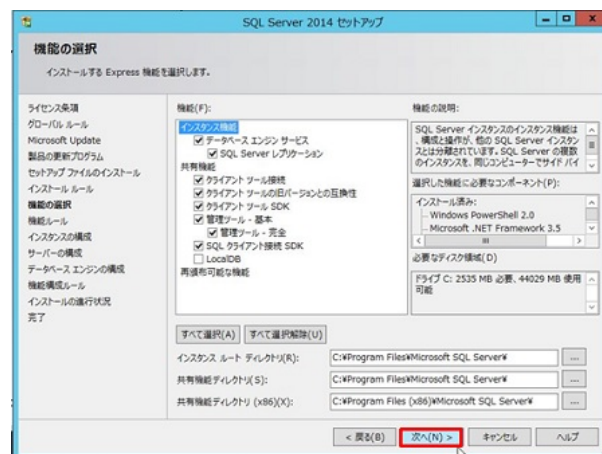 SQL Server 2014 セットアップ
機能の選択
インストールする Express 機能を選択します。
ライセンス条項
グローバル ルール
Microsoft Update
製品の更新プログラム
セットアップ ファイルのインストール
インストール ルール
機能の選択
機能ルール
インスタンスの構成
サーバーの構成
データベース エンジンの構成
機能構成ルール
インストールの進行状況
完了
機能(F):
インスタンス機能
データベース エンジン サービス
SQL Server レプリケーション
共有機能
クライアント ツール接続
クライアント ツールの旧バージョンとの互換性
クライアント ツール SDK
管理ツール - 基本
管理ツール - 完全
SQL クライアント接続 SDK
LocalDB
再頒布可能な機能
機能の説明:
SQL Server インスタンスのインスタンス機能は
、構成と操作が、他の SQL Server インスタン
スとは分離されています。SQL Server の複数
のインスタンスを、同じコンピューターでサイド バイ
選択した機能に必要なコンポーネント(P):
インストール済み:
Windows PowerShell 2.0
Microsoft .NET Framework 3.5
必要なディスク領域(D)
ドライブ C: 2535 MB 必要、44029 MB 使用
可能
すべて選択(A)
すべて選択解除(U)
インスタンス ルート ディレクトリ(R):
C:¥Program Files¥Microsoft SQL Server¥
...
共有機能ディレクトリ(S):
C:¥Program Files¥Microsoft SQL Server¥
...
共有機能ディレクトリ (x86)(X):
C:¥Program Files (x86)¥Microsoft SQL Server¥
...
< 戻る(B)
次へ(N) >
キャンセル
ヘルプ